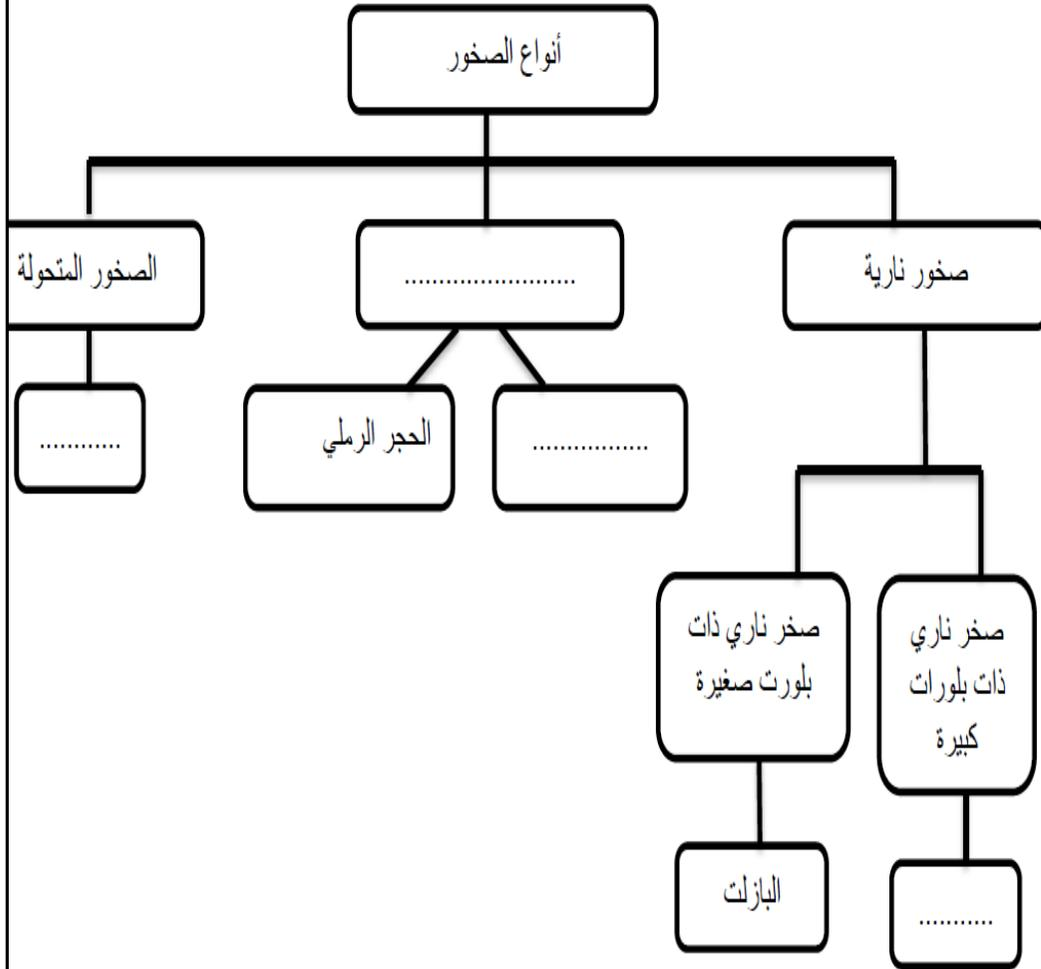 أنواع الصخور
صخور نارية
.........................
الصخور المتحولة
.................
الحجر الرملي
............
صخر ناري
ذات بلورات
كبيرة
صخر ناري ذات
بلورت صغيرة
...........
البازلت